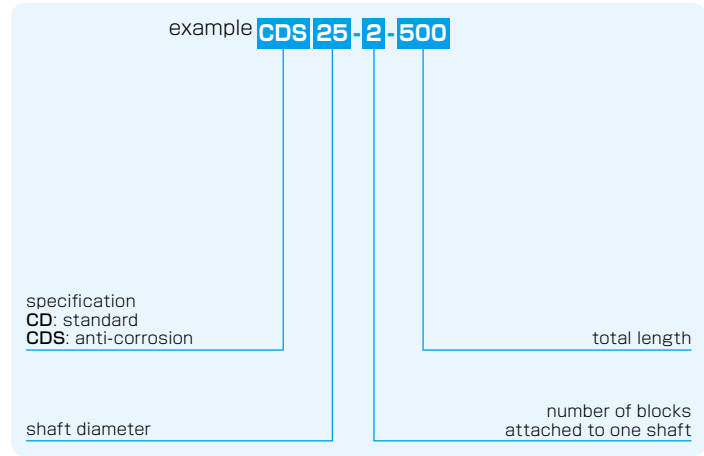 example CDS 25 - 2 - 500
specification
CD: standard
CDS: anti-corrosion
total length
shaft diameter
number of blocks
attached to one shaft